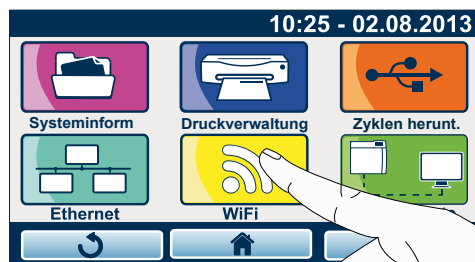 10:25 - 02.08.2013
Systeminform Druckverwaltung Zyklen herunt.
Ethernet WiFi